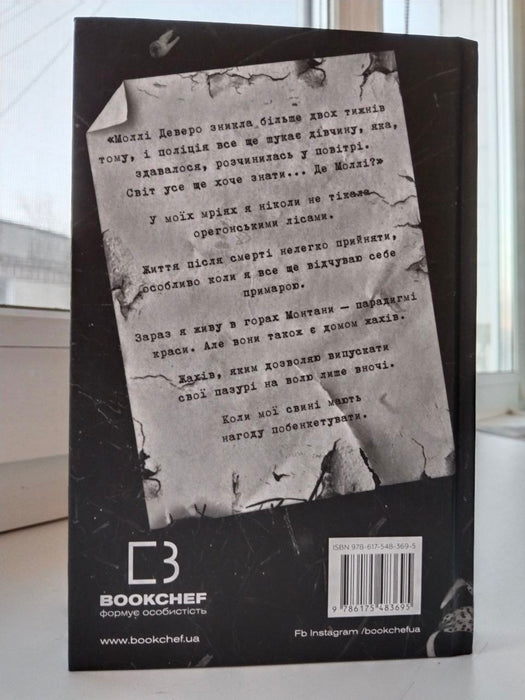 «Моллі Деверо зникла більше двох тижнів
тому, і поліція все ще шукає дівчину, яка,
здавалося, розчинилась у повітрі.
Світ усе ще хоче знати... Де Моллі?»
У моїх мріях я ніколи не тікала
орегонськими лісами.
Життя після смерті нелегко прийняти,
особливо коли я все ще відчуваю себе
примарою.
Зараз я живу в горах Монтани — парадигмі
краси. Але вони також є домом жахів.
Жахів, яким дозволяю випускати
свої пазурі на волю лише вночі.
Коли мої свині мають
нагоду побенкетувати.
BOOKCHEF
формує особистість
www.bookchef.ua
ISBN 978-617-548-369-5
9 786175 483695
Fb Instagram /bookchefua